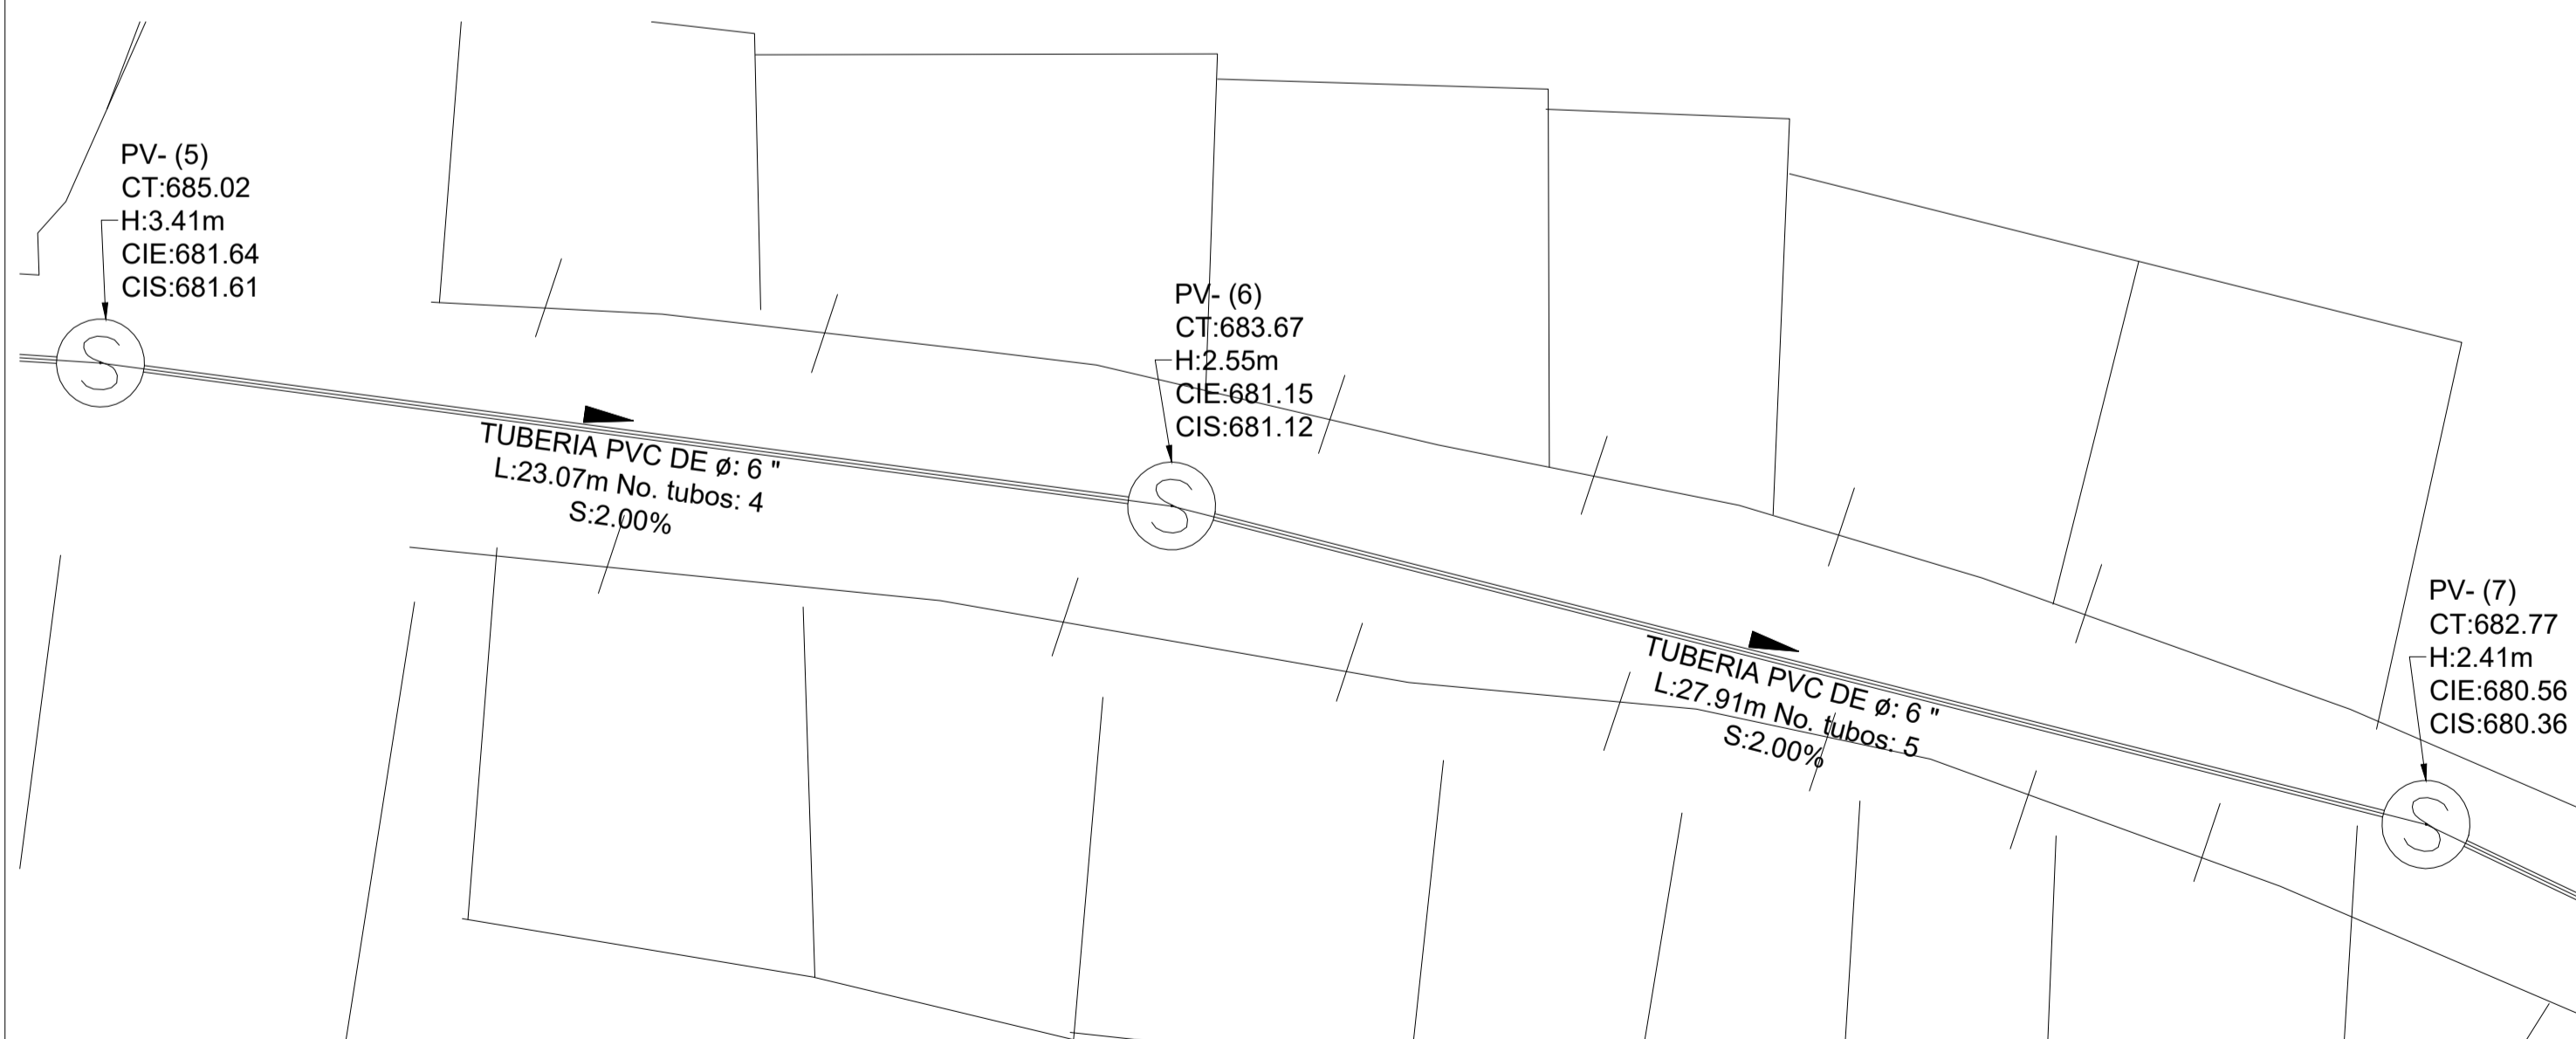 PV- (5)
CT:685.02
H:3.41m
CIE:681.64
CIS:681.61
S
TUBERIA PVC DE ø: 6 "
L:23.07m No. tubos: 4
S:2.00%
PV- (6)
CT:683.67
H:2.55m
CIE:681.15
CIS:681.12
S
TUBERIA PVC DE ø: 6 "
L:27.91m No. tubos: 5
S:2.00%
PV- (7)
CT:682.77
H:2.41m
CIE:680.56
CIS:680.36
S